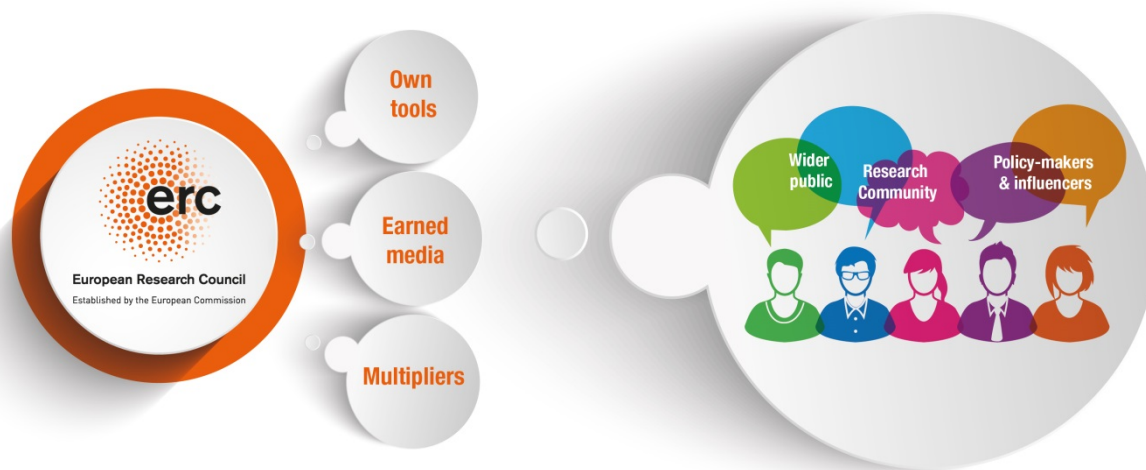 erc
European Research Council
Established by the European Commission
Own
tools
Earned
media
Multipliers
Wider
public
Research
Community
Policy-makers
& influencers